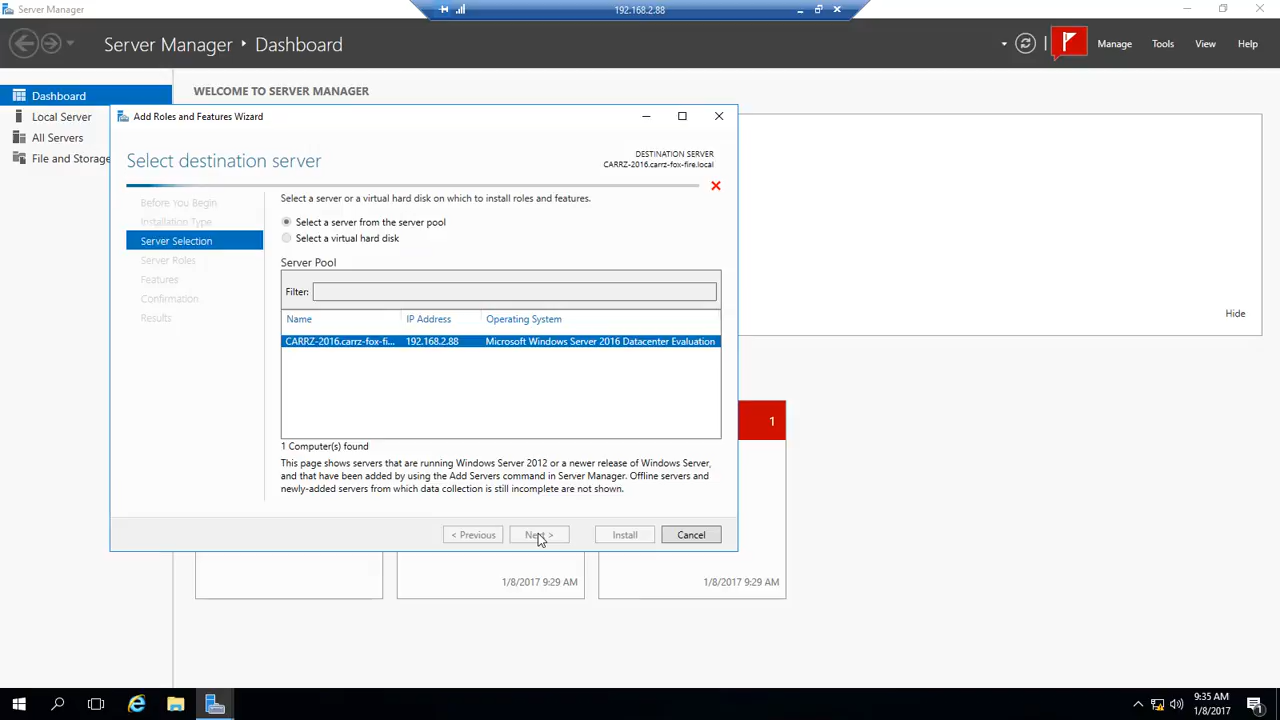 Server Manager
192.168.2.88
Server Manager ‣ Dashboard
Manage Tools View Help
Dashboard
Local Server
All Servers
File and Storage
WELCOME TO SERVER MANAGER
Add Roles and Features Wizard
Select destination server
DESTINATION SERVER
CARRZ-2016.carrz-fox-fire.local
Before You Begin
Installation Type
Server Selection
Server Roles
Features
Confirmation
Results
Select a server or a virtual hard disk on which to install roles and features.
Select a server from the server pool
Select a virtual hard disk
Server Pool
Filter:
Name IP Address Operating System
CARRZ-2016.carrz-fox-fi... 192.168.2.88 Microsoft Windows Server 2016 Datacenter Evaluation
1 Computer(s) found
This page shows servers that are running Windows Server 2012 or a newer release of Windows Server,
and that have been added by using the Add Servers command in Server Manager. Offline servers and
newly-added servers from which data collection is still incomplete are not shown.
< Previous Next > Install Cancel
Hide
1
1/8/2017 9:29 AM 1/8/2017 9:29 AM
9:35 AM
1/8/2017
1